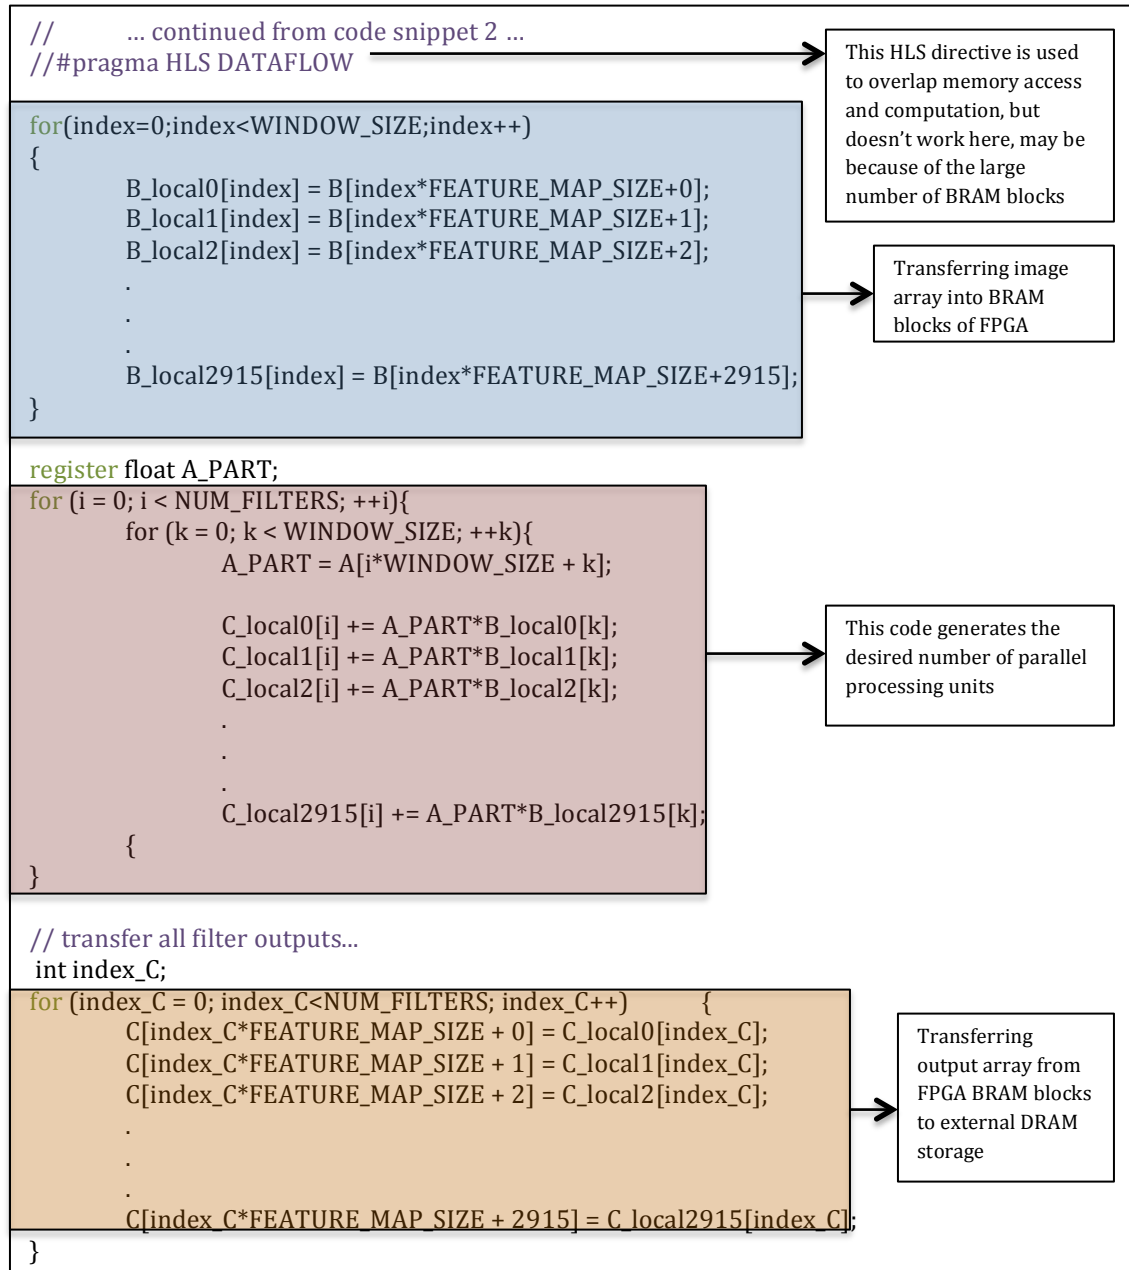 //        … continued from code snippet 2 …
//#pragma HLS DATAFLOW
This HLS directive is used
to overlap memory access
and computation, but
doesn’t work here, may be
because of the large
number of BRAM blocks
for(index=0;index<WINDOW_SIZE;index++)
{
B_local0[index] = B[index*FEATURE_MAP_SIZE+0];
B_local1[index] = B[index*FEATURE_MAP_SIZE+1];
B_local2[index] = B[index*FEATURE_MAP_SIZE+2];
.
.
.
B_local2915[index] = B[index*FEATURE_MAP_SIZE+2915];
}
Transferring image
array into BRAM
blocks of FPGA
register float A_PART;
for (i = 0; i < NUM_FILTERS; ++i){
for (k = 0; k < WINDOW_SIZE; ++k){
A_PART = A[i*WINDOW_SIZE + k];
C_local0[i] += A_PART*B_local0[k];
C_local1[i] += A_PART*B_local1[k];
C_local2[i] += A_PART*B_local2[k];
.
.
.
C_local2915[i] += A_PART*B_local2915[k];
{
}
This code generates the
desired number of parallel
processing units
// transfer all filter outputs...
int index_C;
for (index_C = 0; index_C<NUM_FILTERS; index_C++)        {
C[index_C*FEATURE_MAP_SIZE + 0] = C_local0[index_C];
C[index_C*FEATURE_MAP_SIZE + 1] = C_local1[index_C];
C[index_C*FEATURE_MAP_SIZE + 2] = C_local2[index_C];
.
.
.
C[index_C*FEATURE_MAP_SIZE + 2915] = C_local2915[index_C];
}
Transferring
output array from
FPGA BRAM blocks
to external DRAM
storage